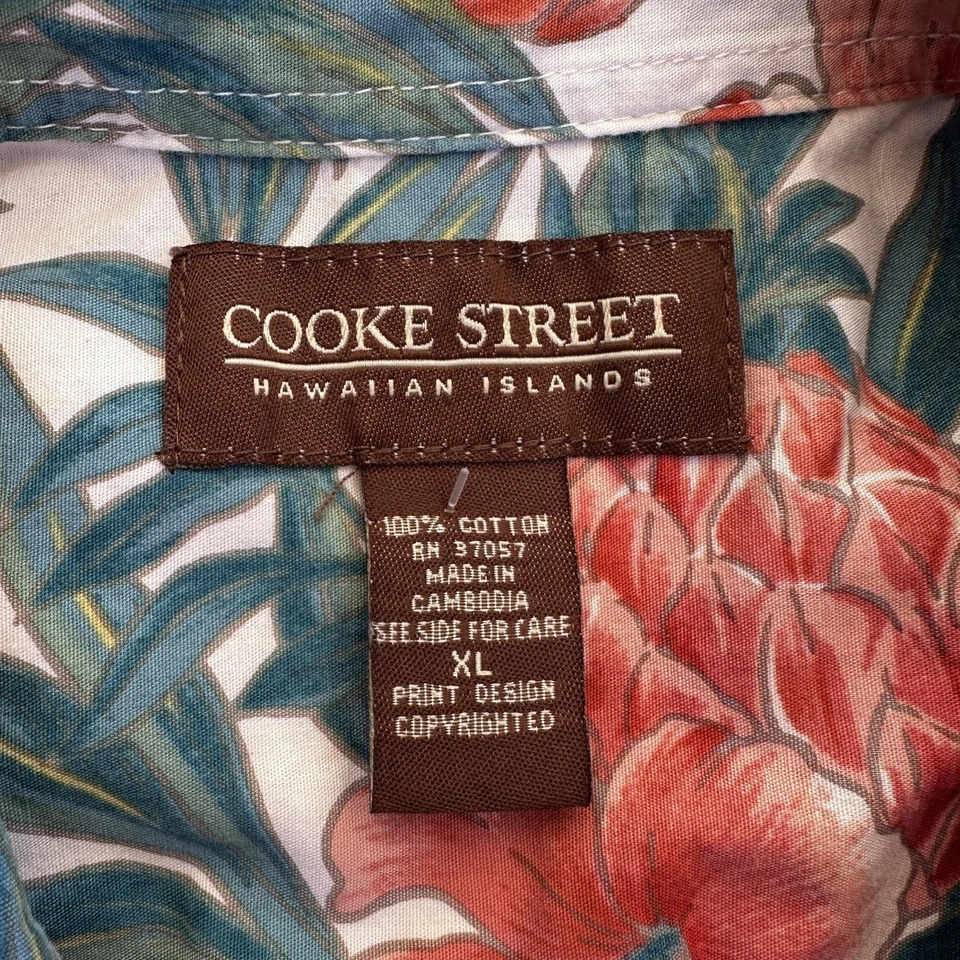 COOKE STREET
HAWAIIAN ISLANDS
100% COTTON
RN 37057
MADE IN
CAMBODIA
SEE SIDE FOR CARE
XL
PRINT DESIGN
COPYRIGHTED